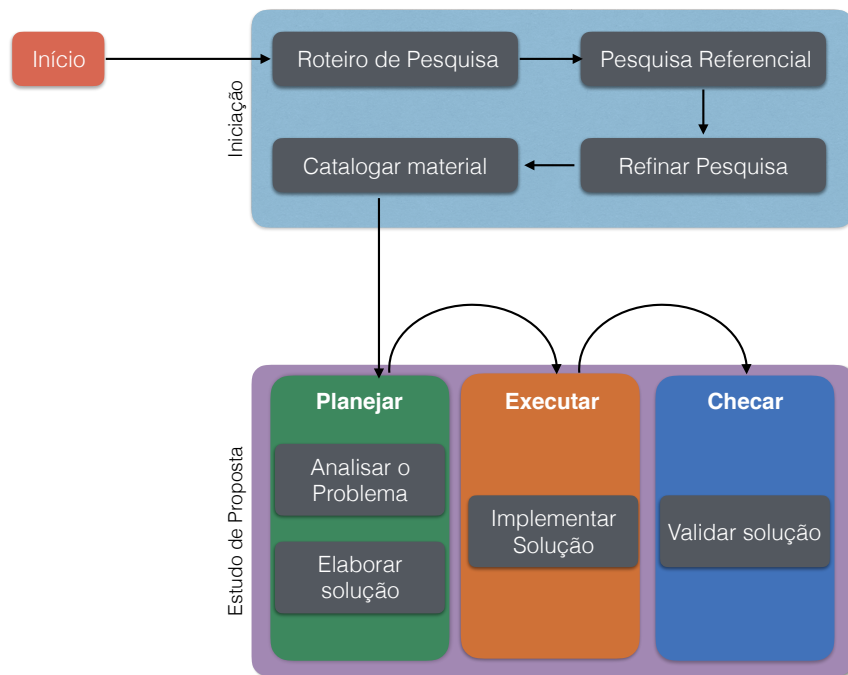 Início
Roteiro de Pesquisa
Pesquisa Referencial
Iniciação
Catalogar material
Refinar Pesquisa
Planejar
Executar
Checar
Analisar o
Problema
Implementar
Solução
Validar solução
Elaborar
solução
Estudo de Proposta